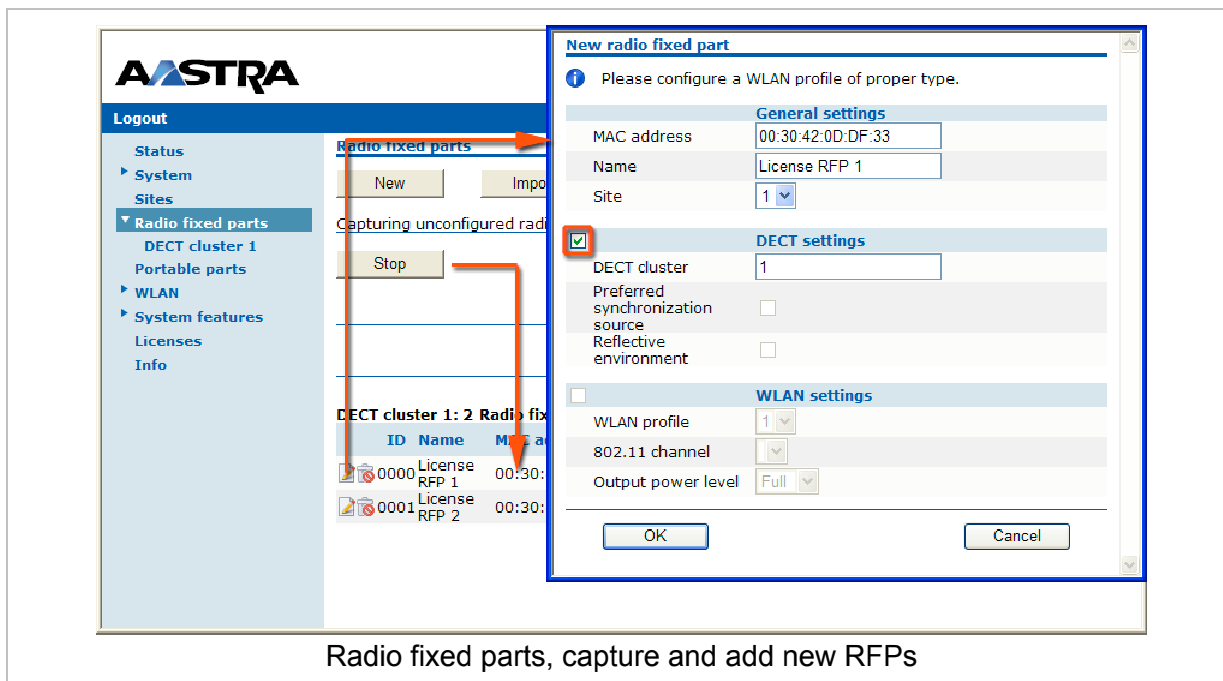 AASTRA
Logout
Status
System
Sites
Radio fixed parts
DECT cluster 1
Portable parts
WLAN
System features
Licenses
Info
Radio fixed parts
New
Impo
Capturing unconfigured radi
Stop
DECT cluster 1: 2 Radio fix
ID Name
0000 License RFP 1 00:30:
0001 License RFP 2 00:30:
New radio fixed part
Please configure a WLAN profile of proper type.
General settings
MAC address 00:30:42:0D:DF:33
Name License RFP 1
Site 1
DECT settings
DECT cluster 1
Preferred
synchronization
source
Reflective
environment
WLAN settings
WLAN profile 1
802.11 channel
Output power level Full
OK Cancel
Radio fixed parts, capture and add new RFPs